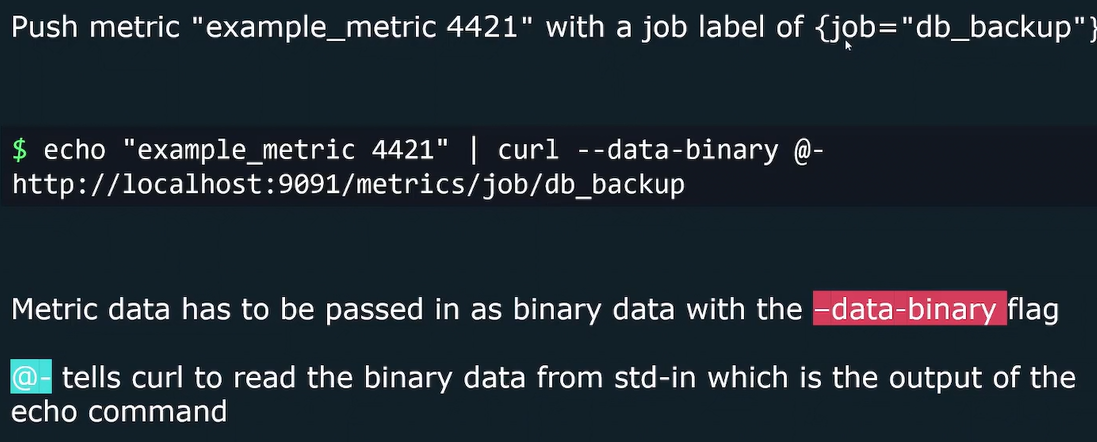 Push metric "example_metric 4421" with a job label of {job="db_backup"}
$ echo "example_metric 4421" | curl --data-binary @-
http://localhost:9091/metrics/job/db_backup
Metric data has to be passed in as binary data with the –data-binary flag
@- tells curl to read the binary data from std-in which is the output of the
echo command